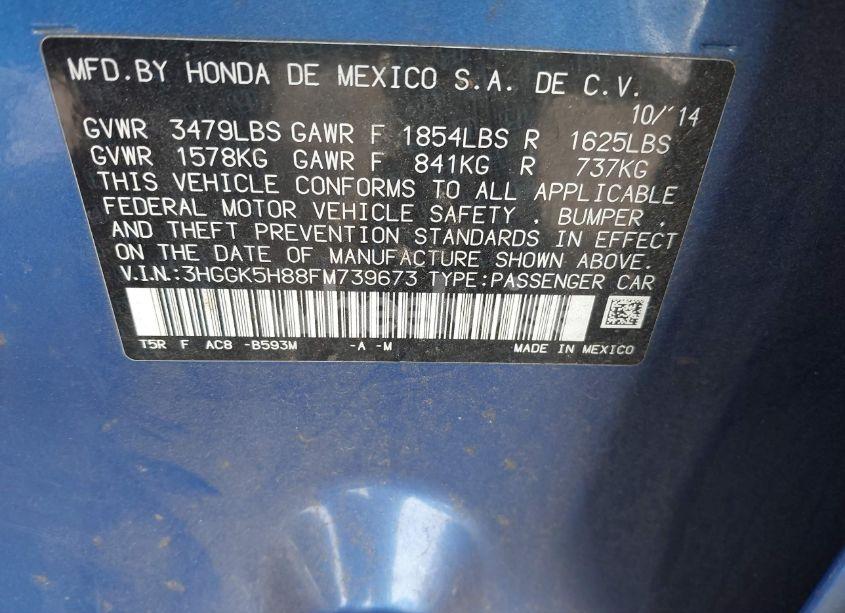 MFD.BY HONDA DE MEXICO S.A. DE C.V.
10/'14
GVWR 3479LBS GAWR F 1854LBS R 1625LBS
GVWR 1578KG GAWR F 841KG R 737KG
THIS VEHICLE CONFORMS TO ALL APPLICABLE
FEDERAL MOTOR VEHICLE SAFETY , BUMPER ,
AND THEFT PREVENTION STANDARDS IN EFFECT
ON THE DATE OF MANUFACTURE SHOWN ABOVE.
V.I.N.:3HGGK5H88FM739673 TYPE:PASSENGER CAR
T5R F AC8 -B593M -A -M MADE IN MEXICO